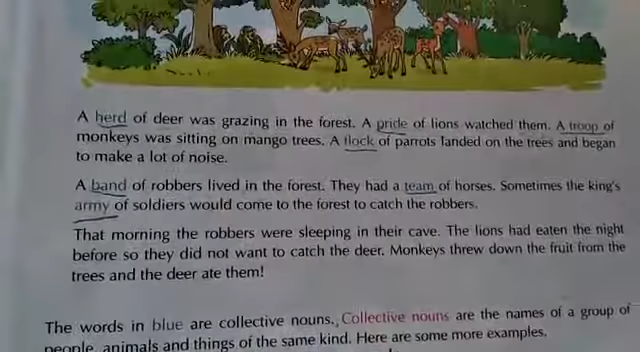 A herd of deer was grazing in the forest. A pride of lions watched them. A troop of
monkeys was sitting on mango trees. A flock of parrots landed on the trees and began
to make a lot of noise.
A band of robbers lived in the forest. They had a team of horses. Sometimes the king's
army of soldiers would come to the forest to catch the robbers.
That morning the robbers were sleeping in their cave. The lions had eaten the night
before so they did not want to catch the deer. Monkeys threw down the fruit from the
trees and the deer ate them!
The words in blue are collective nouns. Collective nouns are the names of a group of
people, animals and things of the same kind. Here are some more examples.